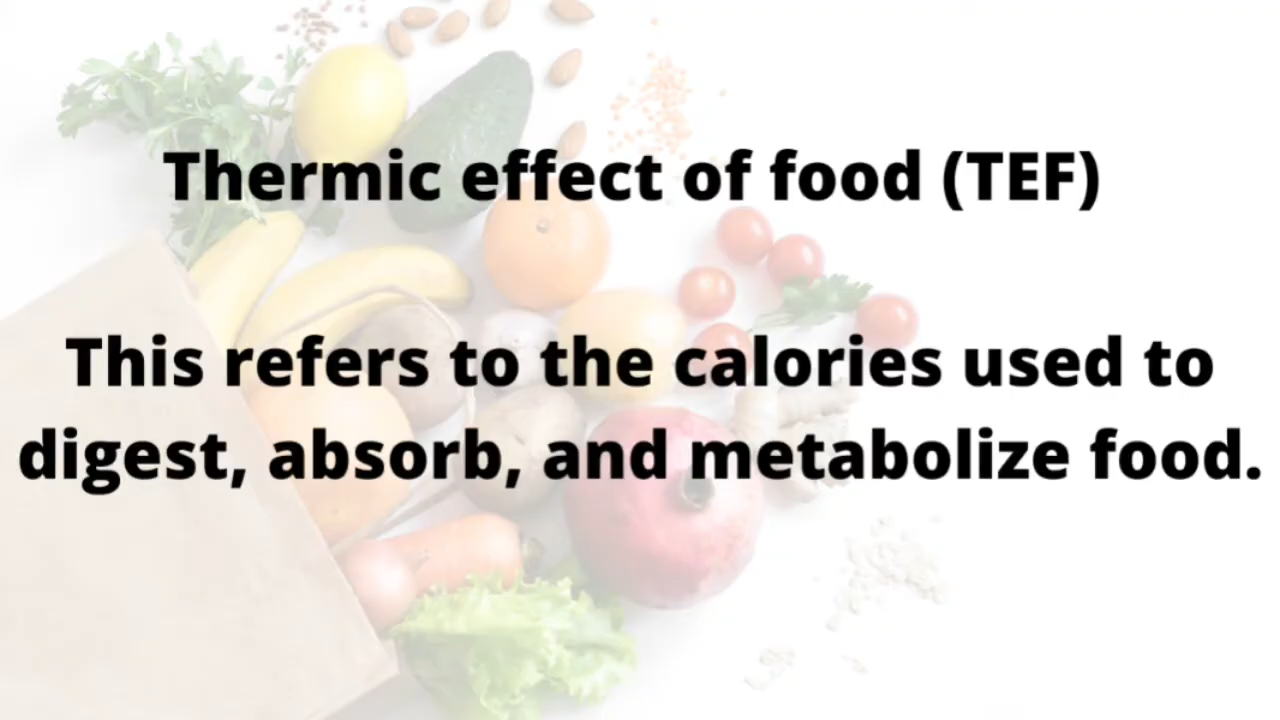 Thermic effect of food (TEF)
This refers to the calories used to
digest, absorb, and metabolize food.